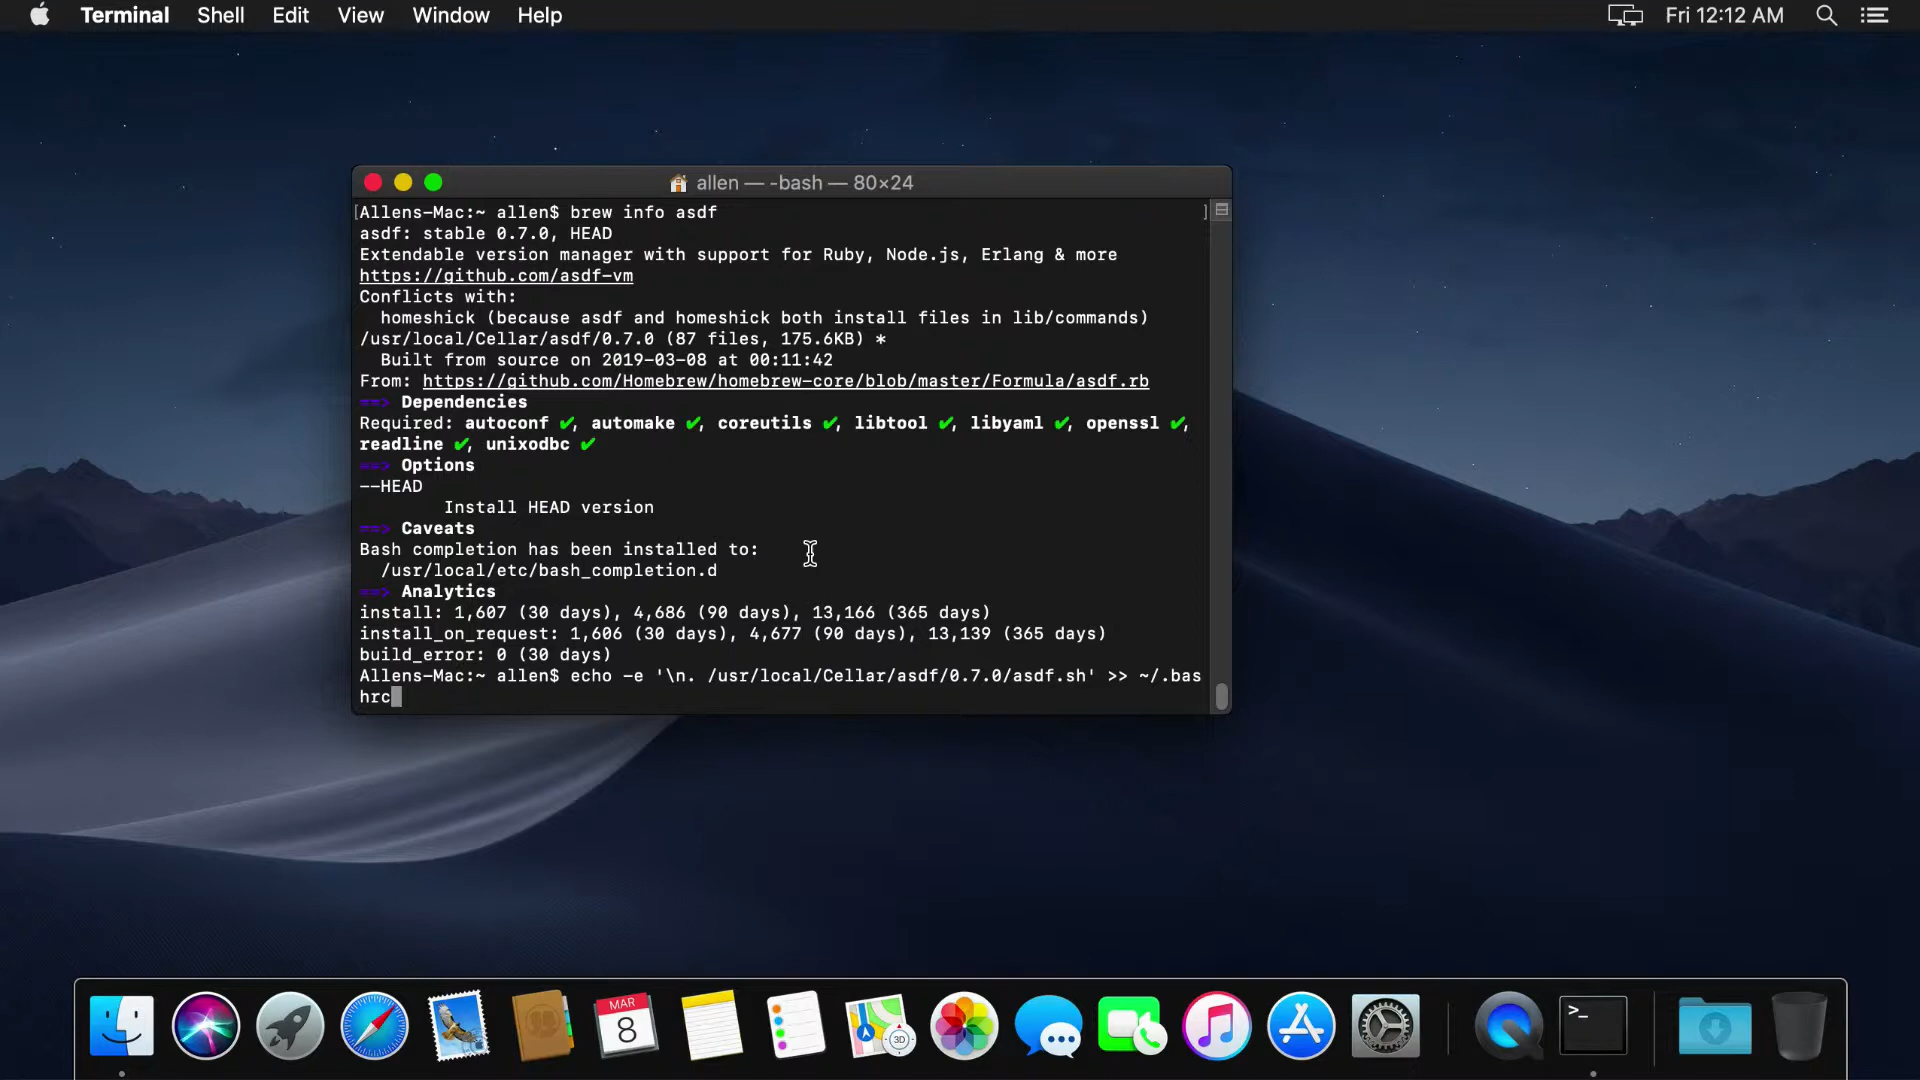 Terminal Shell Edit View Window Help Fri 12:12 AM
allen — -bash — 80×24
[Allens-Mac:~ allen$ brew info asdf ]
asdf: stable 0.7.0, HEAD
Extendable version manager with support for Ruby, Node.js, Erlang & more
https://github.com/asdf-vm
Conflicts with:
  homeshick (because asdf and homeshick both install files in lib/commands)
/usr/local/Cellar/asdf/0.7.0 (87 files, 175.6KB) *
  Built from source on 2019-03-08 at 00:11:42
From: https://github.com/Homebrew/homebrew-core/blob/master/Formula/asdf.rb
==> Dependencies
Required: autoconf ✔, automake ✔, coreutils ✔, libtool ✔, libyaml ✔, openssl ✔,
readline ✔, unixodbc ✔
==> Options
--HEAD
        Install HEAD version
==> Caveats
Bash completion has been installed to:
  /usr/local/etc/bash_completion.d
==> Analytics
install: 1,607 (30 days), 4,686 (90 days), 13,166 (365 days)
install_on_request: 1,606 (30 days), 4,677 (90 days), 13,139 (365 days)
build_error: 0 (30 days)
Allens-Mac:~ allen$ echo -e '\n. /usr/local/Cellar/asdf/0.7.0/asdf.sh' >> ~/.bas
hrc
MAR
8
3D
>_